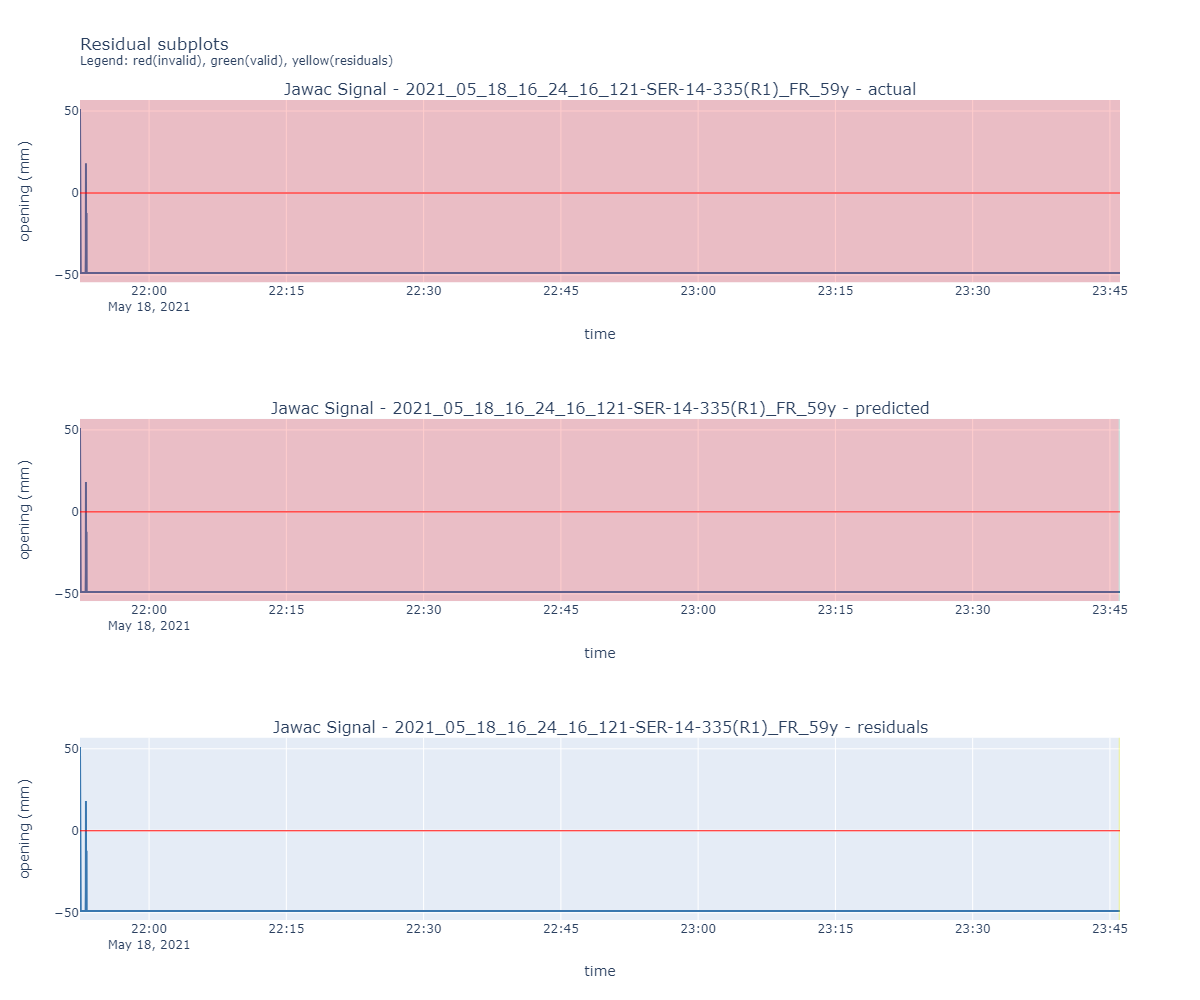 Residual subplots
Legend: red(invalid), green(valid), yellow(residuals)
Jawac Signal - 2021_05_18_16_24_16_121-SER-14-335(R1)_FR_59y - actual
50
0
−50
opening (mm)
22:00 22:15 22:30 22:45 23:00 23:15 23:30 23:45
May 18, 2021
time
Jawac Signal - 2021_05_18_16_24_16_121-SER-14-335(R1)_FR_59y - predicted
50
0
−50
opening (mm)
22:00 22:15 22:30 22:45 23:00 23:15 23:30 23:45
May 18, 2021
time
Jawac Signal - 2021_05_18_16_24_16_121-SER-14-335(R1)_FR_59y - residuals
50
0
−50
opening (mm)
22:00 22:15 22:30 22:45 23:00 23:15 23:30 23:45
May 18, 2021
time